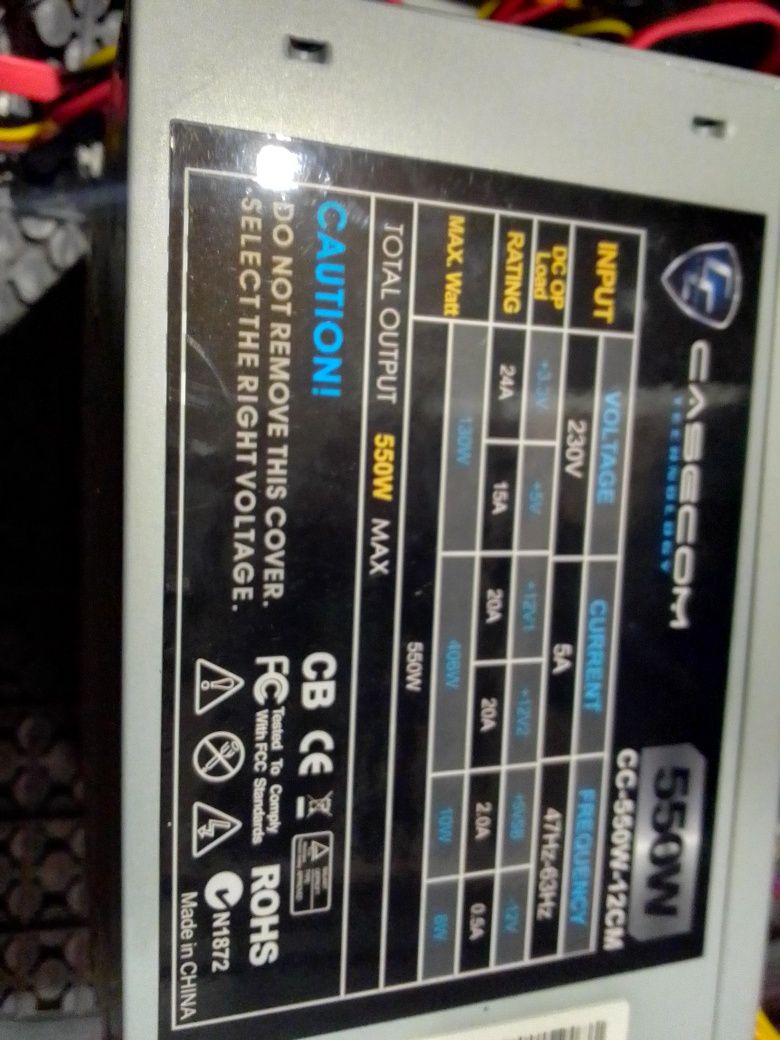 CASECOM
TECHNOLOGY
550W
CC-550W-12CM
INPUT VOLTAGE CURRENT FREQUENCY
230V 5A 47Hz-63Hz
DC OP Load +3.3V +5V +12V1 +12V2 +5VSB -12V
RATING 24A 15A 20A 20A 2.0A 0.5A
MAX. Watt 130W 408W 10W 6W
550W
TOTAL OUTPUT 550W MAX
CAUTION!
DO NOT REMOVE THIS COVER.
SELECT THE RIGHT VOLTAGE.
CB CE
FC Tested To Comply
With FCC Standards
ROHS
N1872
Made in CHINA